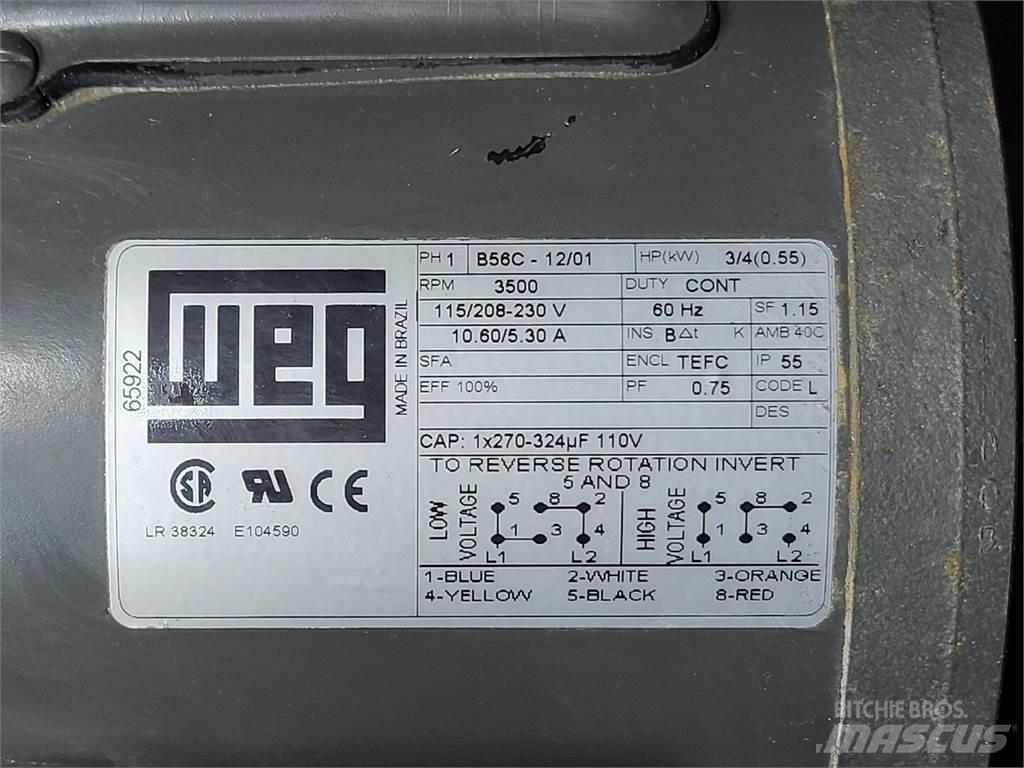 65922
WEG
MADE IN BRAZIL
LR 38324 E104590
PH 1 B56C - 12/01 HP(kW) 3/4(0.55)
RPM 3500 DUTY CONT
115/208-230 V 60 Hz SF 1.15
10.60/5.30 A INS B Δt K AMB 40C
SFA ENCL TEFC IP 55
EFF 100% PF 0.75 CODE L
DES
CAP: 1x270-324µF 110V
TO REVERSE ROTATION INVERT
5 AND 8
LOW VOLTAGE
5 8 2
1 3 4
L1 L2
HIGH VOLTAGE
5 8 2
1 3 4
L1 L2
1-BLUE 2-WHITE 3-ORANGE
4-YELLOW 5-BLACK 8-RED
RITCHIE BROS.
MASCUS